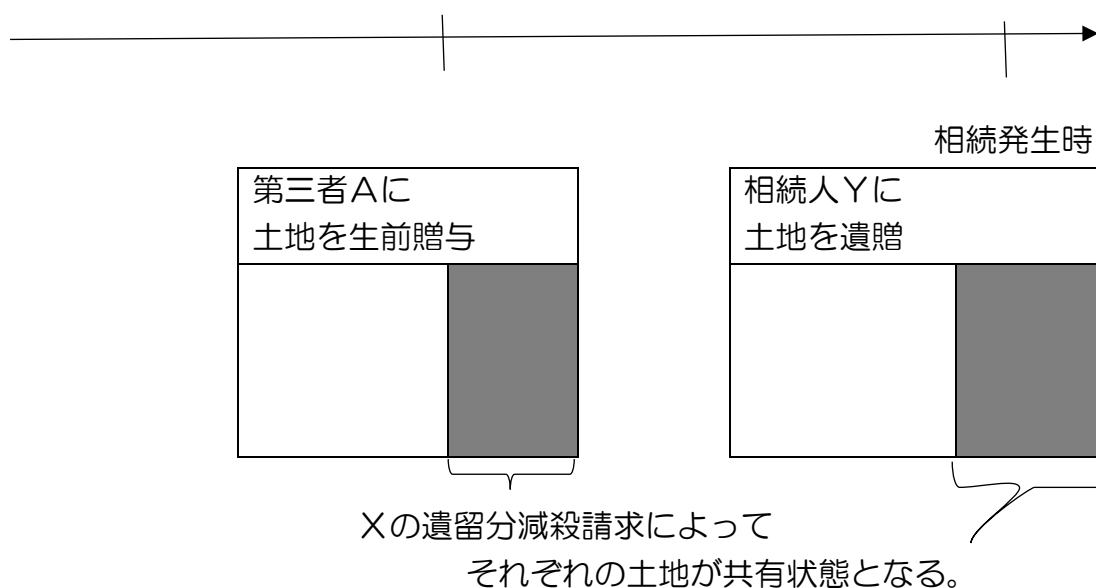 相続発生時
第三者Aに
土地を生前贈与
相続人Yに
土地を遺贈
Xの遺留分減殺請求によって
それぞれの土地が共有状態となる。